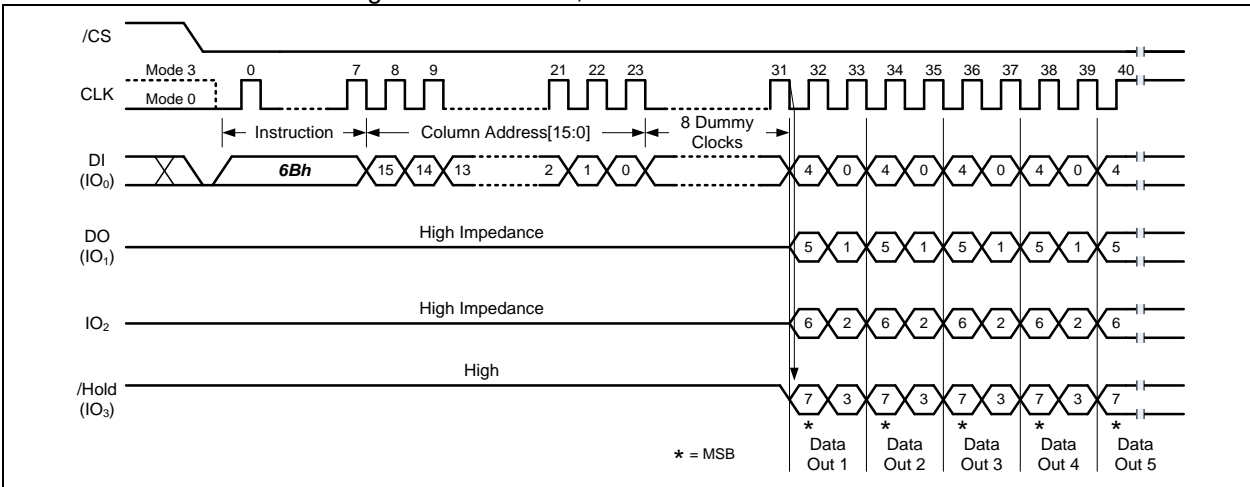 /CS
Mode 3 0 7 8 9 21 22 23 31 32 33 34 35 36 37 38 39 40
CLK
Mode 0
Instruction Column Address[15:0] 8 Dummy
Clocks
DI
(IO0) 6Bh 15 14 13 2 1 0 4 0 4 0 4 0 4 0 4
DO High Impedance
(IO1) 5 1 5 1 5 1 5 1 5
High Impedance
IO2 6 2 6 2 6 2 6 2 6
High
/Hold
(IO3) 7 3 7 3 7 3 7 3 7
* * * * *
* = MSB
Data Data Data Data Data
Out 1 Out 2 Out 3 Out 4 Out 5